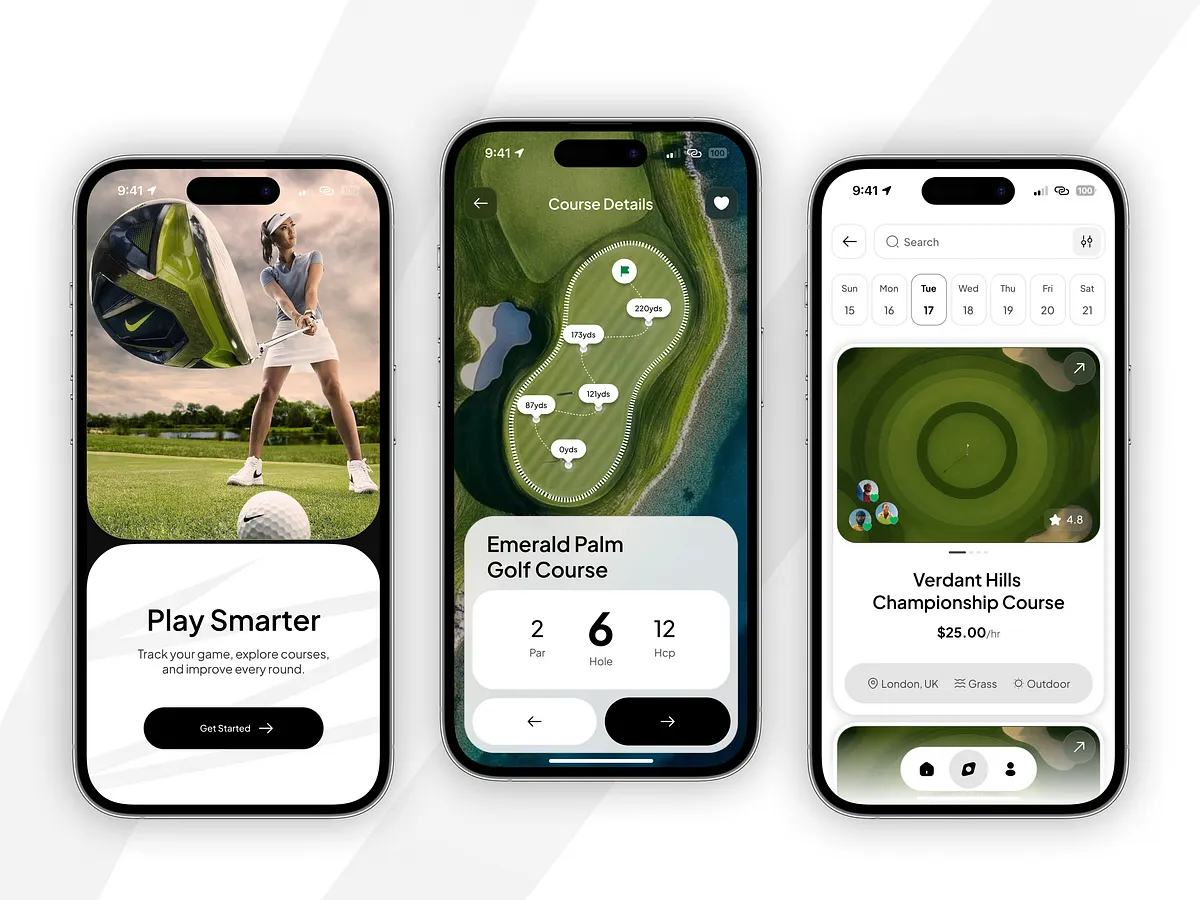 9:41
100
Play Smarter
Track your game, explore courses,
and improve every round.
Get Started
9:41
100
Course Details
220yds
173yds
121yds
87yds
0yds
Emerald Palm
Golf Course
2
Par
6
Hole
12
Hcp
9:41
100
Search
Sun Mon Tue Wed Thu Fri Sat
15 16 17 18 19 20 21
4.8
Verdant Hills
Championship Course
$25.00/hr
London, UK Grass Outdoor